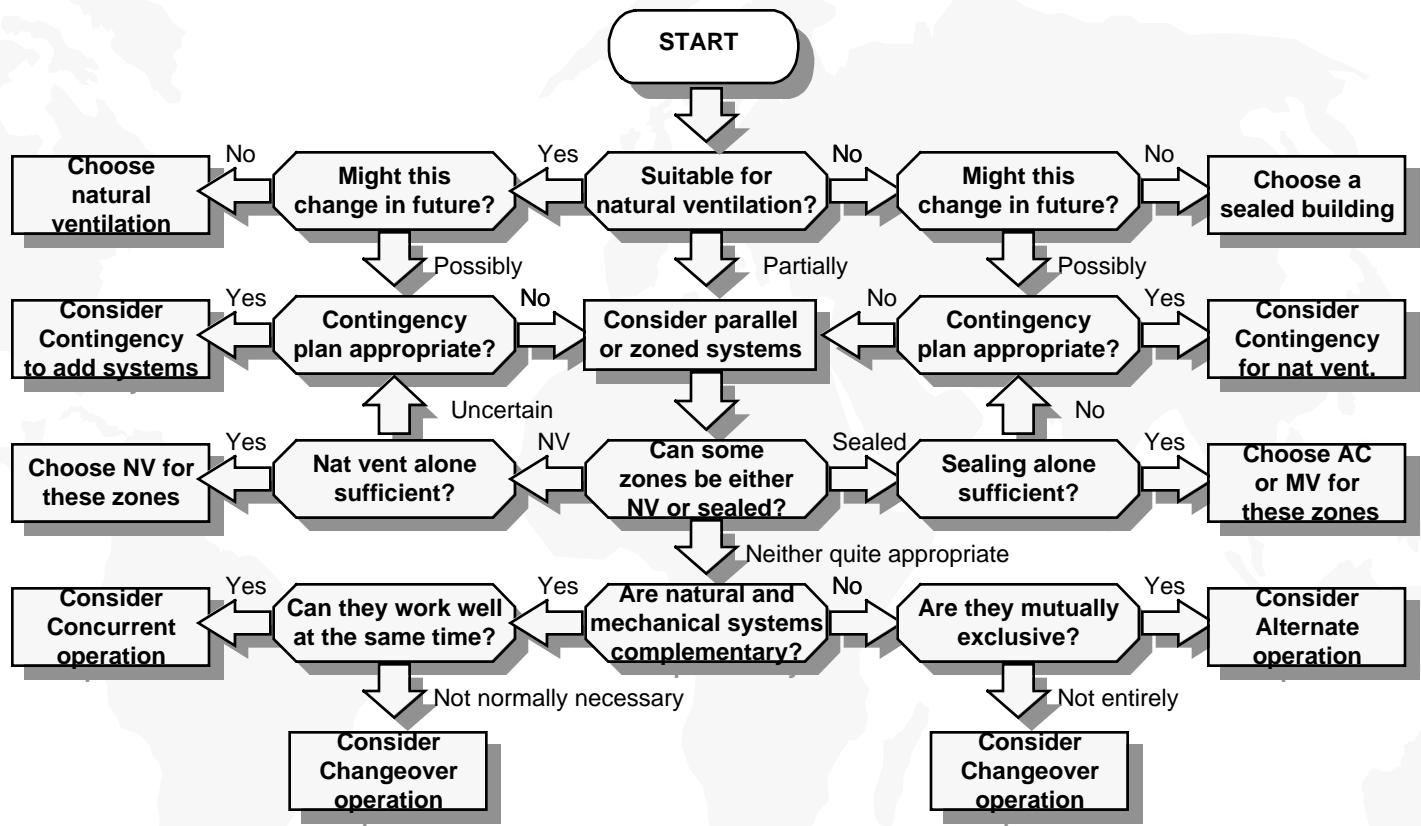 START
No
Yes
No
No
Choose
natural
ventilation
Might this
change in future?
Suitable for
natural ventilation?
Might this
change in future?
Choose a
sealed building
Possibly
Partially
Possibly
Yes
No
No
Yes
Consider
Contingency
to add systems
Contingency
plan appropriate?
Consider parallel
or zoned systems
Contingency
plan appropriate?
Consider
Contingency
for nat vent.
Uncertain
No
Yes
NV
Sealed
Yes
Choose NV for
these zones
Nat vent alone
sufficient?
Can some
zones be either
NV or sealed?
Sealing alone
sufficient?
Choose AC
or MV for
these zones
Neither quite appropriate
Yes
Yes
No
Yes
Consider
Concurrent
operation
Can they work well
at the same time?
Are natural and
mechanical systems
complementary?
Are they mutually
exclusive?
Consider
Alternate
operation
Not normally necessary
Not entirely
Consider
Changeover
operation
Consider
Changeover
operation